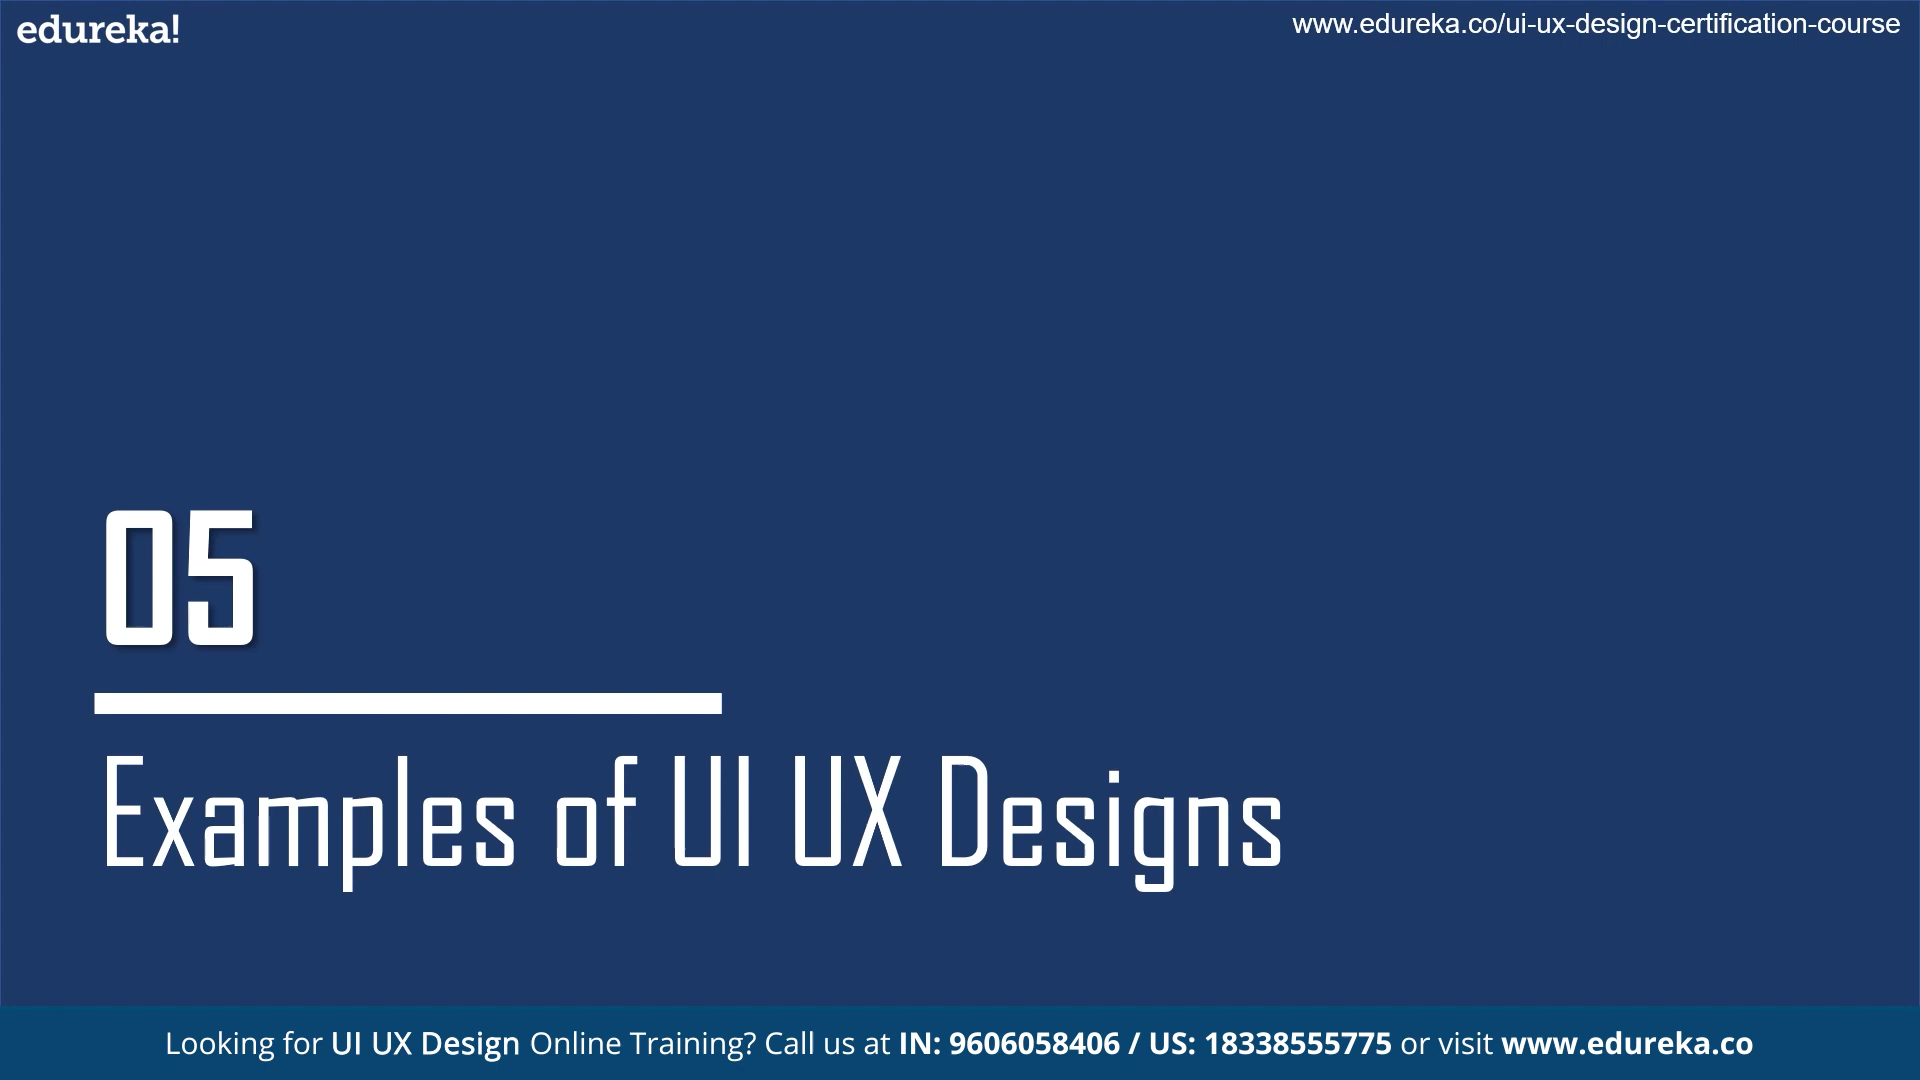 edureka!
www.edureka.co/ui-ux-design-certification-course
05
Examples of UI UX Designs
Looking for UI UX Design Online Training? Call us at IN: 9606058406 / US: 18338555775 or visit www.edureka.co